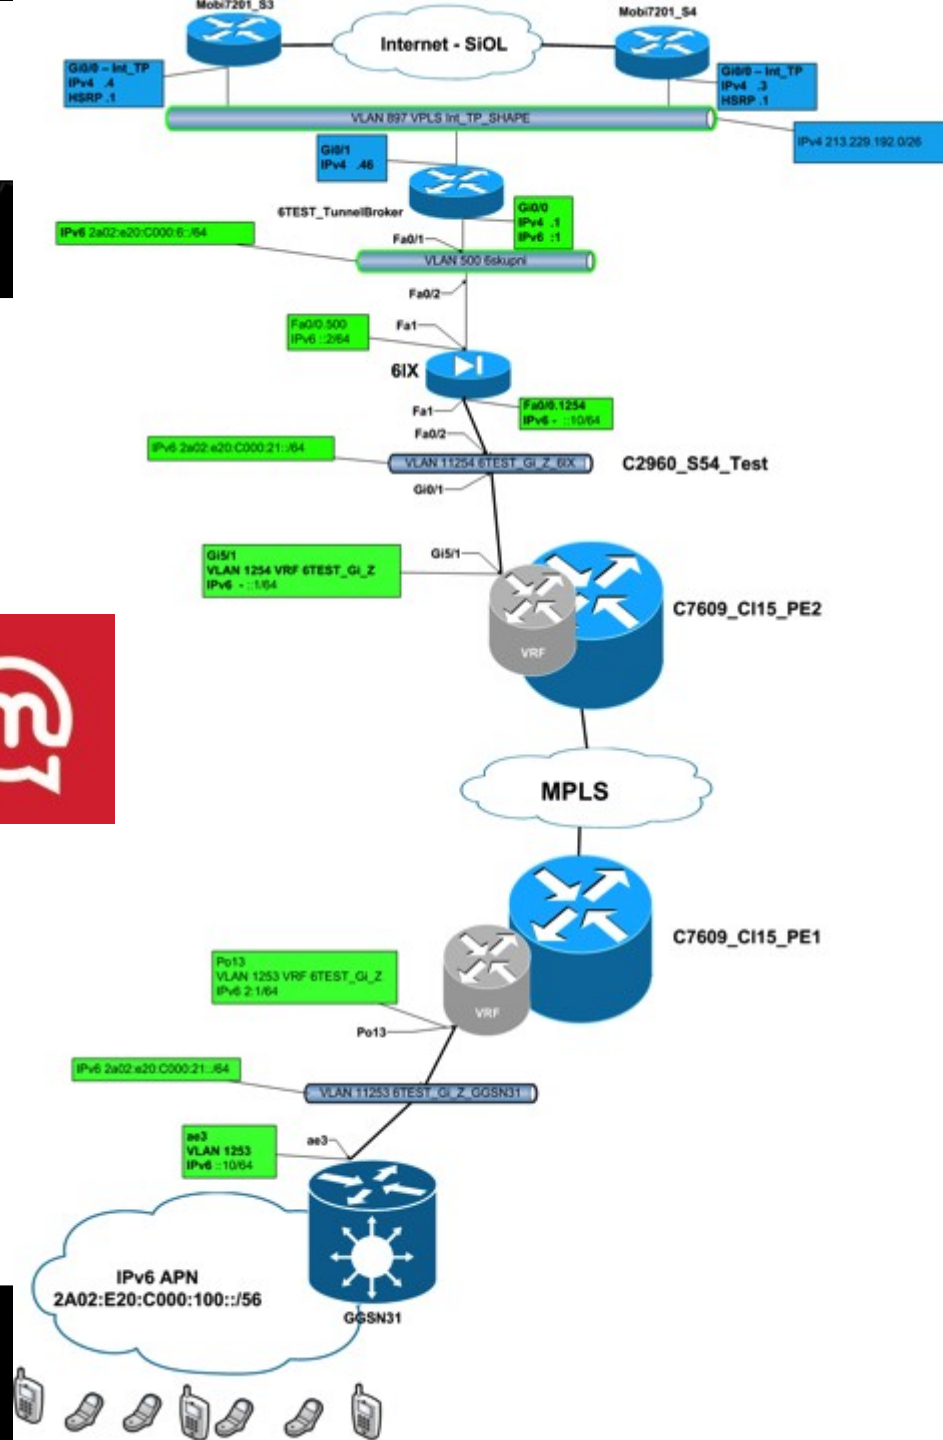 Mobi7201_S3
Mobi7201_S4
Internet - SiOL
Gi0/0 – Int_TP
IPv4 .4
HSRP .1
Gi0/0 – Int_TP
IPv4 .3
HSRP .1
VLAN 897 VPLS Int_TP_SHAPE
IPv4 213.229.192.0/26
Gi0/1
IPv4 .46
6TEST_TunnelBroker
Gi0/0
IPv4 .1
IPv6 :1
IPv6 2a02:e20:C000:6::/64
Fa0/1
VLAN 500 6skupni
Fa0/2
Fa0/0.500
IPv6 ::2/64
Fa1
6IX
Fa1
Fa0/0.1254
IPv6 - ::10/64
Fa0/2
IPv6 2a02:e20:C000:21::/64
VLAN 11254 6TEST_Gi_Z_6IX
C2960_S54_Test
Gi0/1
Gi5/1
VLAN 1254 VRF 6TEST_Gi_Z
IPv6 - ::1/64
Gi5/1
C7609_CI15_PE2
VRF
m
MPLS
C7609_CI15_PE1
Po13
VLAN 1253 VRF 6TEST_Gi_Z
IPv6 2:1/64
VRF
Po13
IPv6 2a02:e20:C000:21::/64
VLAN 11253 6TEST_Gi_Z_GGSN31
ae3
VLAN 1253
IPv6 ::10/64
ae3
IPv6 APN
2A02:E20:C000:100::/56
GGSN31